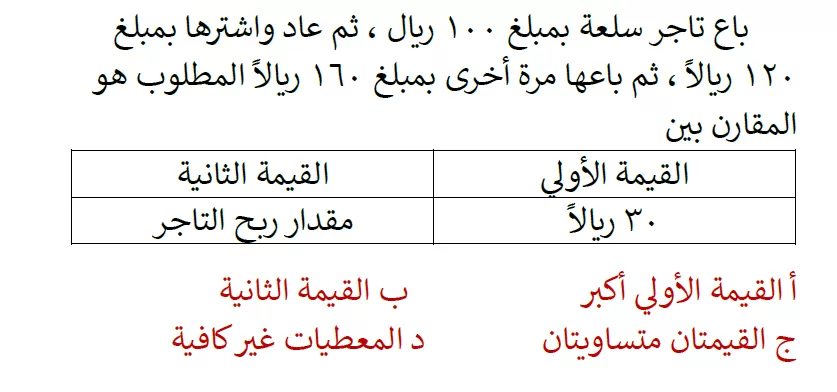 باع تاجر سلعة بمبلغ ١٠٠ ريال ، ثم عاد واشترها بمبلغ
١٢٠ ريالاً ، ثم باعها مرة أخرى بمبلغ ١٦٠ ريالاً المطلوب هو
المقارن بين
القيمة الأولي القيمة الثانية
٣٠ ريالاً مقدار ربح التاجر
أ القيمة الأولي أكبر ب القيمة الثانية
ج القيمتان متساويتان د المعطيات غير كافية